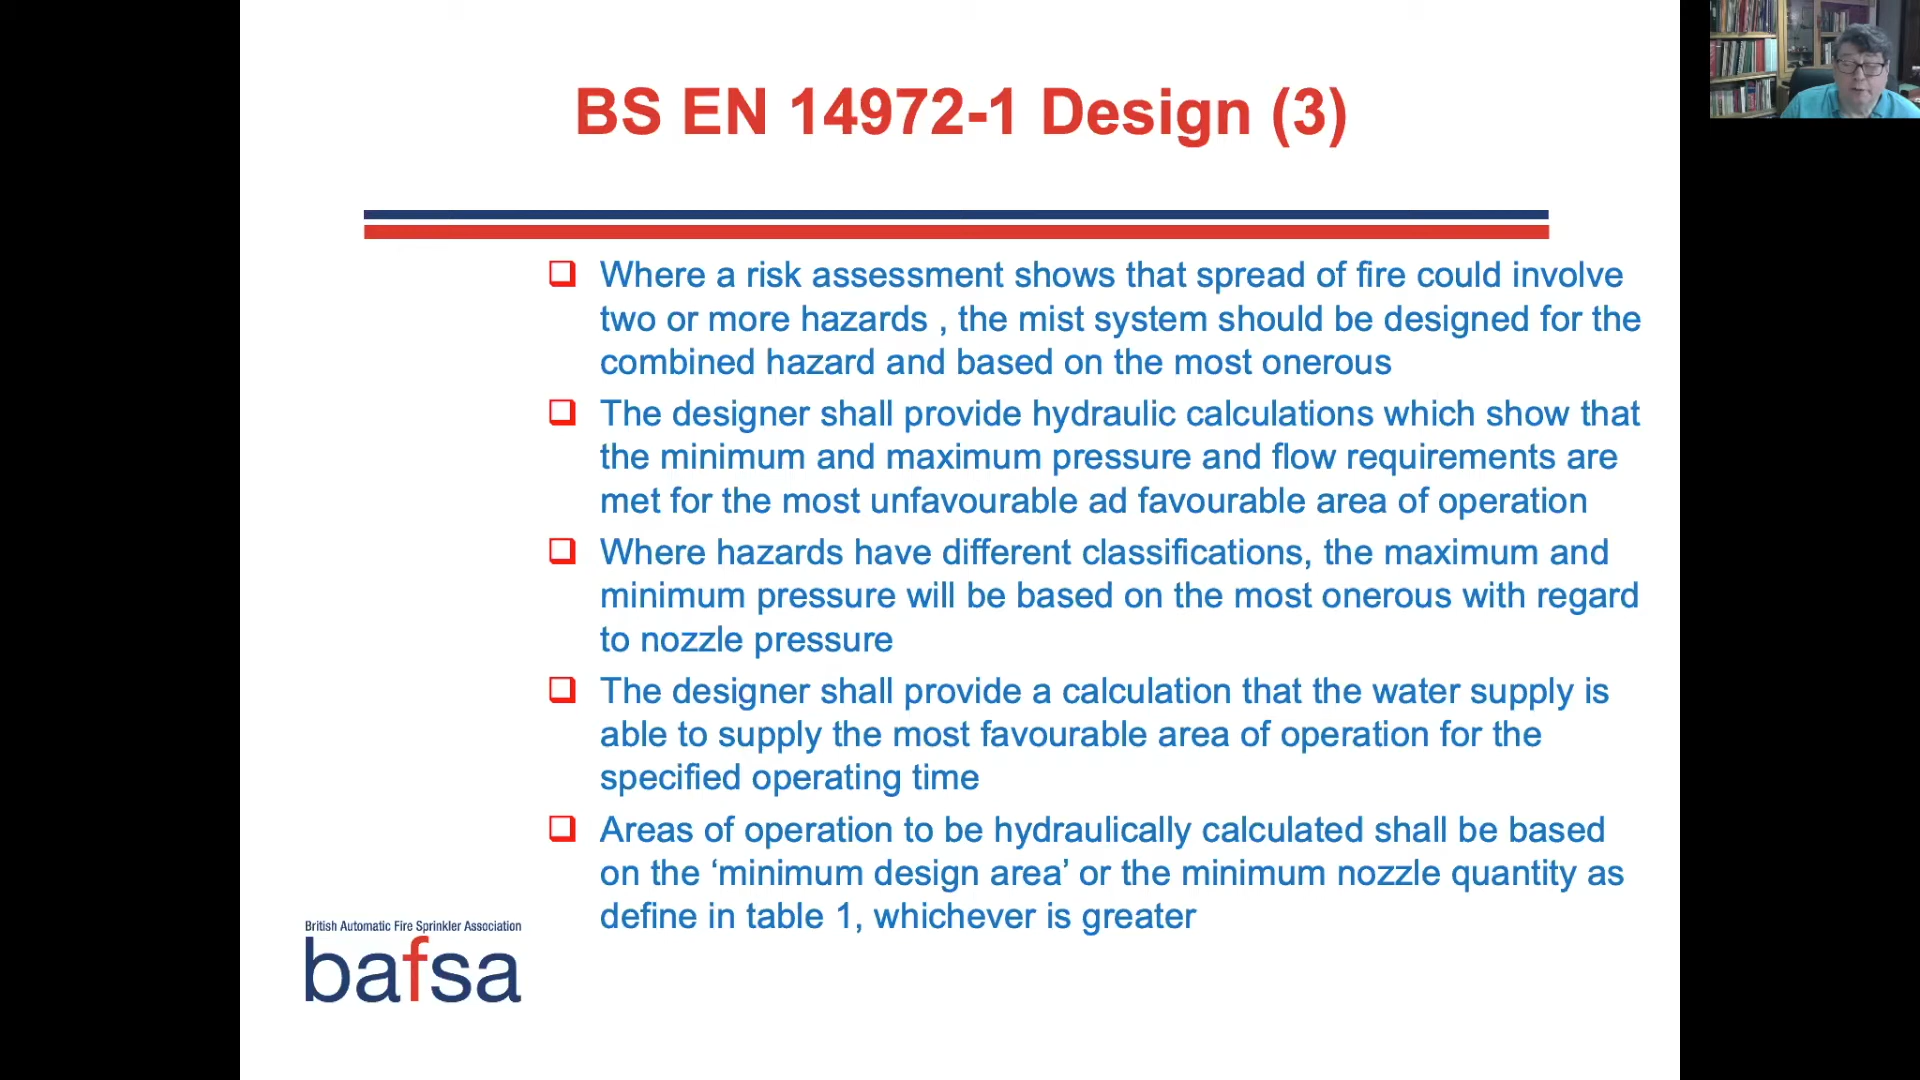 BS EN 14972-1 Design (3)
Where a risk assessment shows that spread of fire could involve
two or more hazards , the mist system should be designed for the
combined hazard and based on the most onerous
The designer shall provide hydraulic calculations which show that
the minimum and maximum pressure and flow requirements are
met for the most unfavourable ad favourable area of operation
Where hazards have different classifications, the maximum and
minimum pressure will be based on the most onerous with regard
to nozzle pressure
The designer shall provide a calculation that the water supply is
able to supply the most favourable area of operation for the
specified operating time
Areas of operation to be hydraulically calculated shall be based
on the ‘minimum design area’ or the minimum nozzle quantity as
define in table 1, whichever is greater
British Automatic Fire Sprinkler Association
bafsa